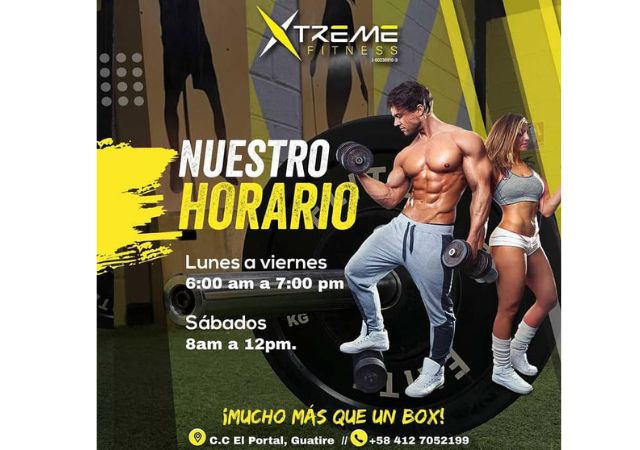 XTREME
FITNESS
NUESTRO
HORARIO
Lunes a viernes
6:00 am a 7:00 pm
Sábados
8am a 12pm.
KG
¡MUCHO MÁS QUE UN BOX!
C.C El Portal, Guatire // +58 412 7052199